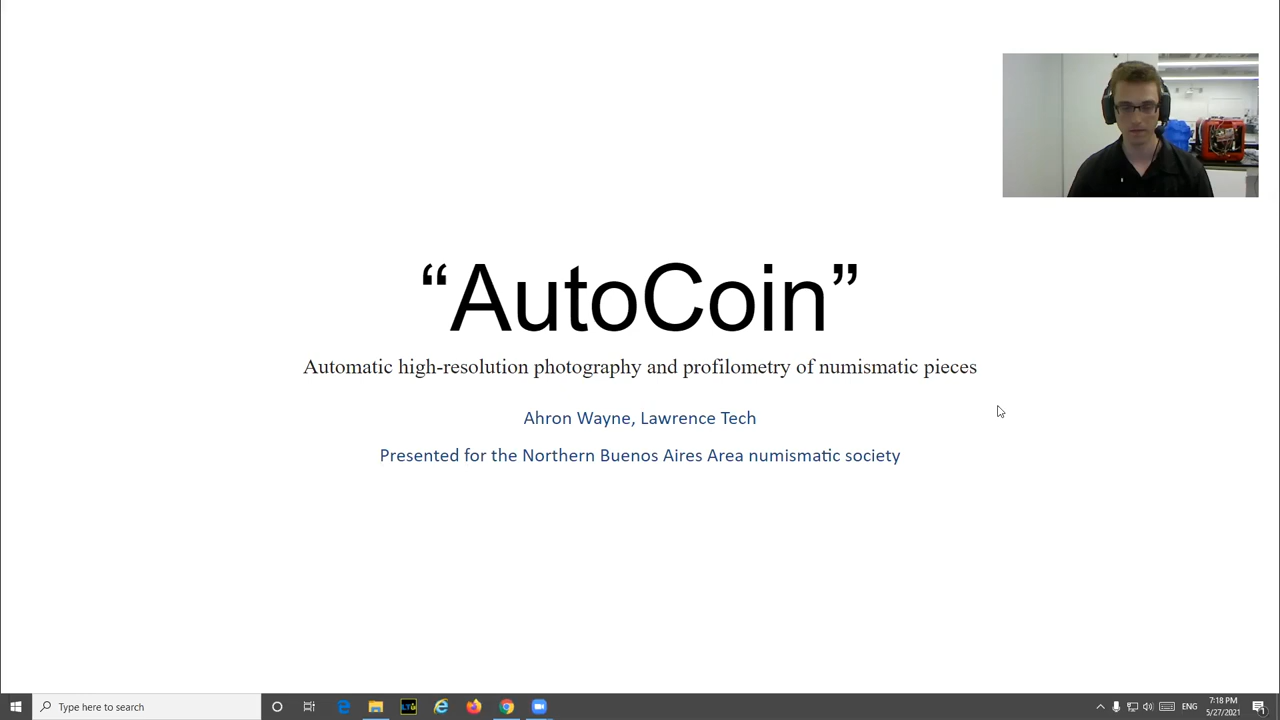 “AutoCoin”
Automatic high-resolution photography and profilometry of numismatic pieces
Ahron Wayne, Lawrence Tech
Presented for the Northern Buenos Aires Area numismatic society
Type here to search
ENG
7:18 PM
5/27/2021